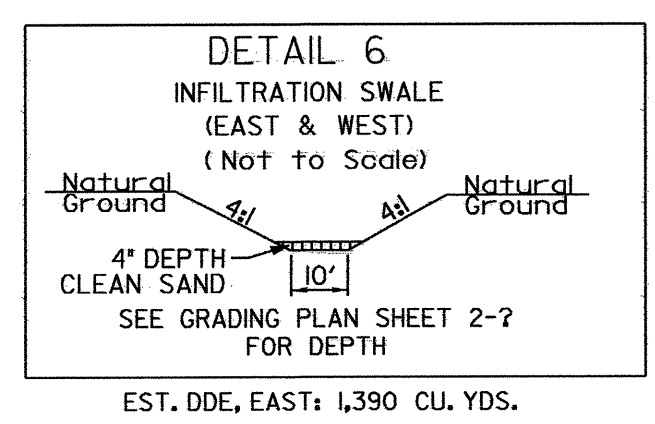 DETAIL 6
INFILTRATION SWALE
(EAST & WEST)
(Not to Scale)
Natural
Ground
4:1
4:1
Natural
Ground
4" DEPTH
CLEAN SAND
10'
SEE GRADING PLAN SHEET 2-?
FOR DEPTH
EST. DDE, EAST: 1,390 CU. YDS.